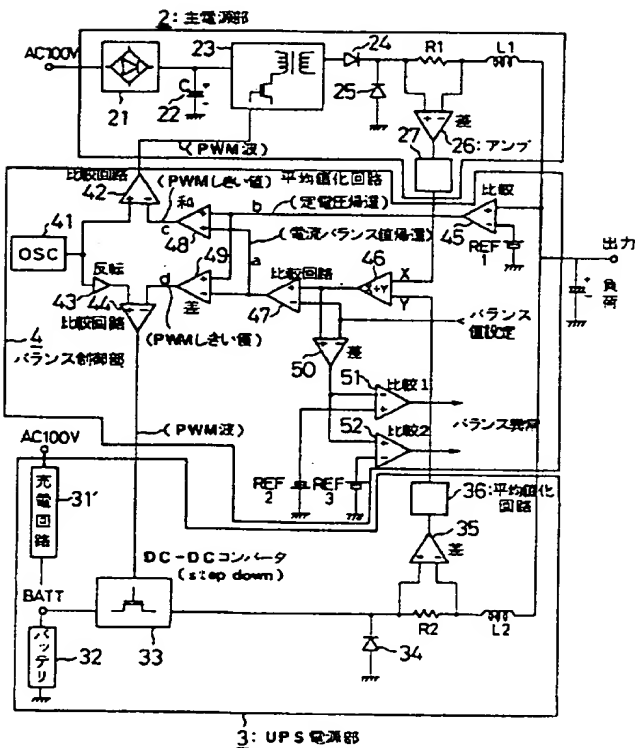 2:主電源部
AC100V
21
C
+
-
22
23
24
25
R1
L1
+
-
差
26:アンプ
27
(PWM波)
比較回路
42
+
-
(PWMしきい値)
平均値化回路
和
c
48
+
+
b
(定電圧帰還)
(電流バランス値帰還)
a
比較
+
-
45
REF
1
出力
+
-
負荷
41
OSC
反転
43
44
比較回路
d
49
+
-
差
(PWMしきい値)
比較回路
47
+
-
46
X÷Y
X
Y
バランス
値設定
4
バランス制御部
50
差
51
比較1
52
比較2
バランス異常
REF
2
REF
3
(PWM波)
AC100V
充電回路
31'
BATT
バッテリ
32
DC-DCコンバータ
(step down)
33
34
36:平均値化
回路
35
差
+
-
R2
L2
3:UPS電源部